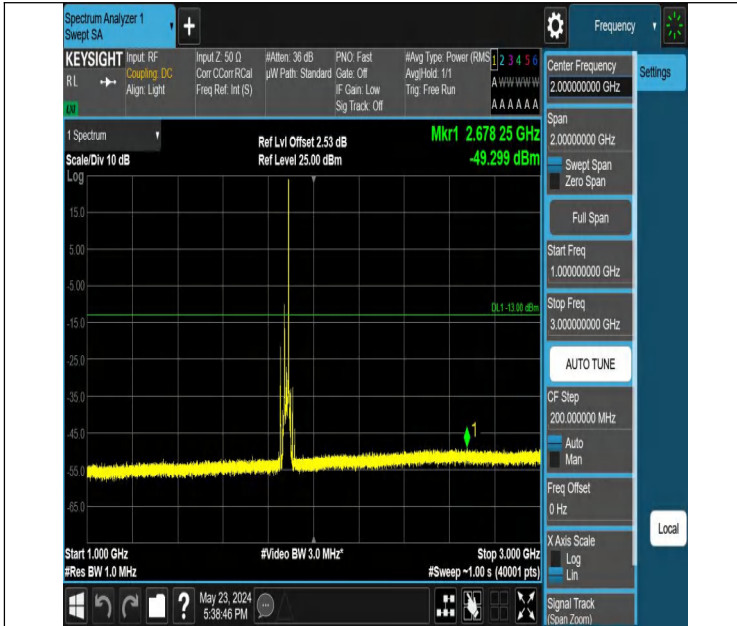 Spectrum Analyzer 1
Swept SA
+
Frequency
KEYSIGHT
RL
Input: RF
Coupling: DC
Align: Light
Input Z: 50 Ω
Corr CCorr RCal
Freq Ref: Int (S)
#Atten: 36 dB
µW Path: Standard
PNO: Fast
Gate: Off
IF Gain: Low
Sig Track: Off
#Avg Type: Power (RMS
Avg|Hold: 1/1
Trig: Free Run
1 2 3 4 5 6
A W W W W W
A A A A A A
1 Spectrum
Scale/Div 10 dB
Ref Lvl Offset 2.53 dB
Ref Level 25.00 dBm
Mkr1 2.678 25 GHz
-49.299 dBm
Log
15.0
5.00
-5.00
DL1 -13.00 dBm
-15.0
-25.0
-35.0
-45.0
1
-55.0
-65.0
Start 1.000 GHz
#Res BW 1.0 MHz
#Video BW 3.0 MHz*
Stop 3.000 GHz
#Sweep ~1.00 s (40001 pts)
?
May 23, 2024
5:38:46 PM
Center Frequency
2.000000000 GHz
Span
2.00000000 GHz
Swept Span
Zero Span
Full Span
Start Freq
1.000000000 GHz
Stop Freq
3.000000000 GHz
AUTO TUNE
CF Step
200.000000 MHz
Auto
Man
Freq Offset
0 Hz
X Axis Scale
Log
Lin
Signal Track
(Span Zoom)
Settings
Local